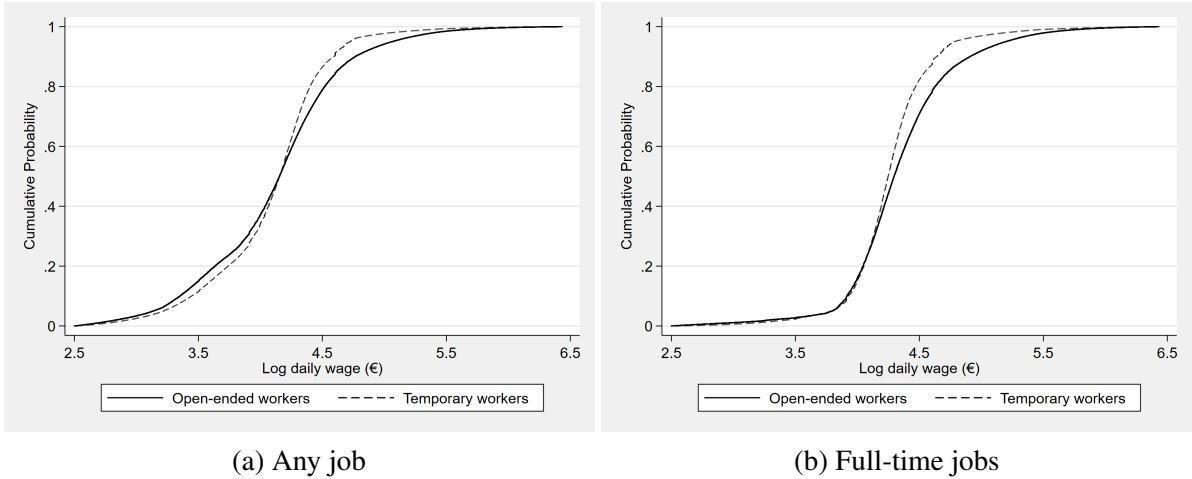 Cumulative Probability
1
.8
.6
.4
.2
0
2.5 3.5 4.5 5.5 6.5
Log daily wage (€)
Open-ended workers Temporary workers
(a) Any job
Cumulative Probability
1
.8
.6
.4
.2
0
2.5 3.5 4.5 5.5 6.5
Log daily wage (€)
Open-ended workers Temporary workers
(b) Full-time jobs